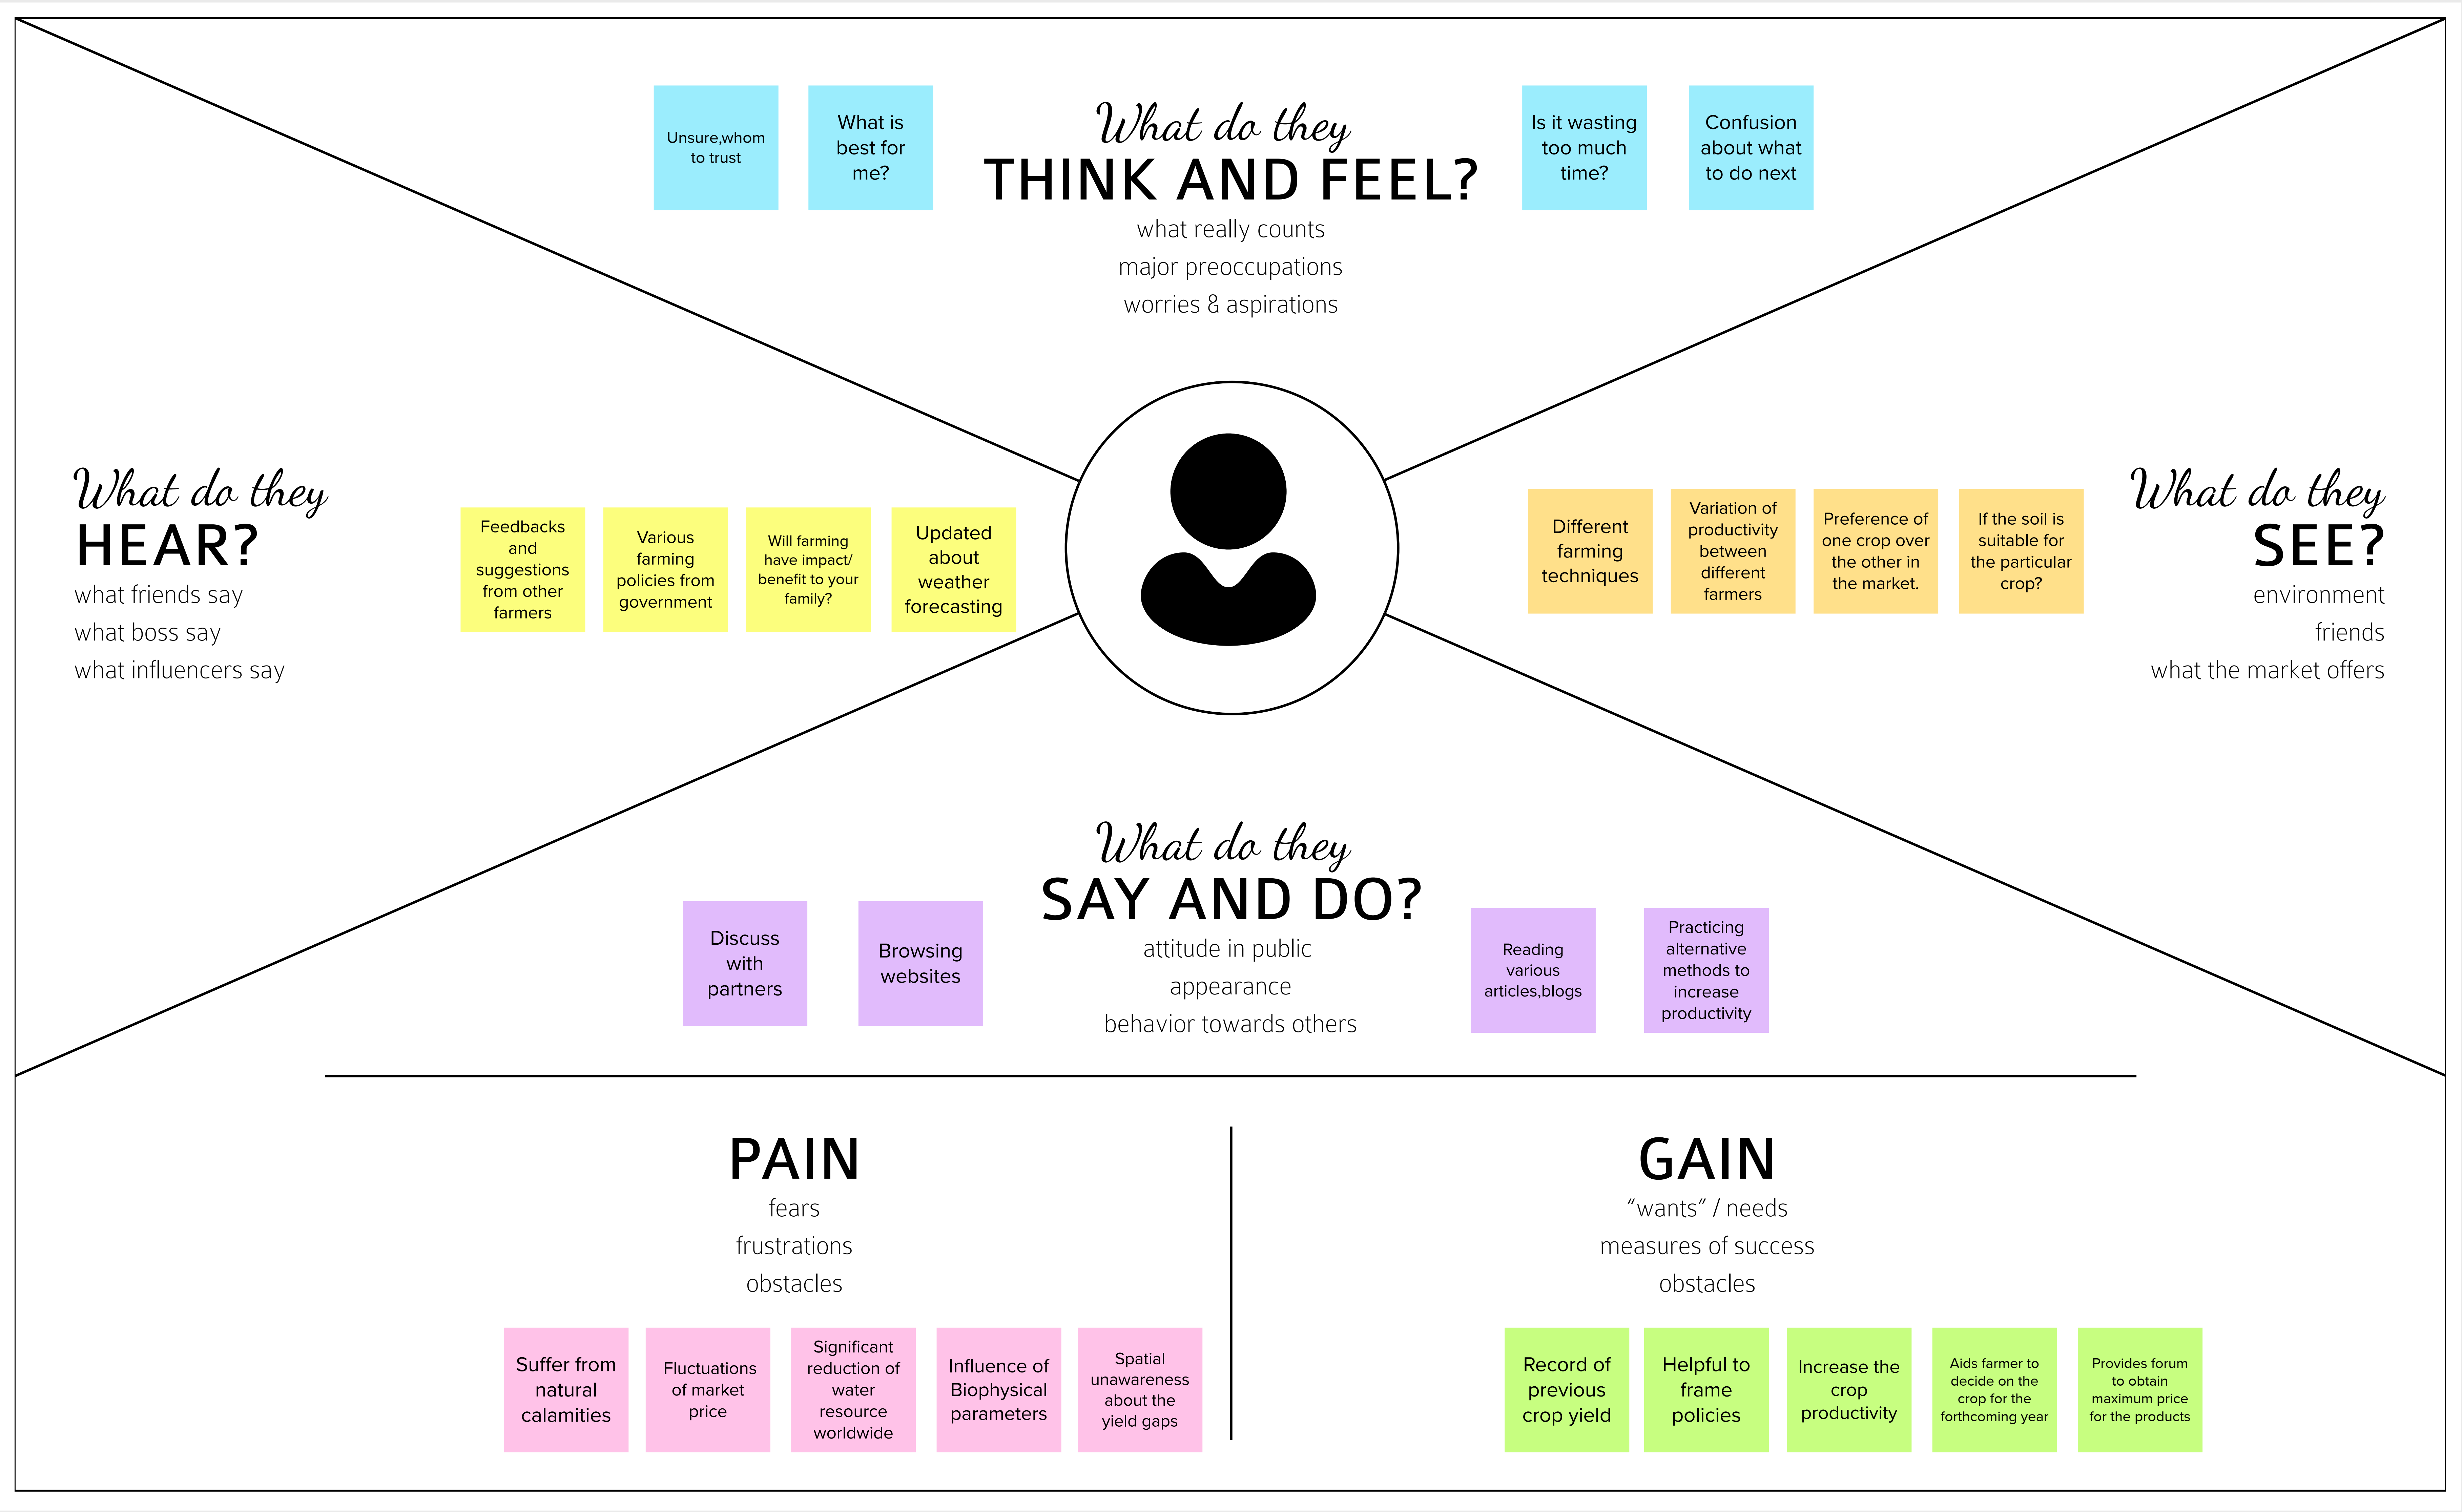 Unsure,whom
to trust
What is
best for
me?
What do they
THINK AND FEEL?
what really counts
major preoccupations
worries & aspirations
Is it wasting
too much
time?
Confusion
about what
to do next
What do they
HEAR?
what friends say
what boss say
what influencers say
Feedbacks
and
suggestions
from other
farmers
Various
farming
policies from
government
Will farming
have impact/
benefit to your
family?
Updated
about
weather
forecasting
Different
farming
techniques
Variation of
productivity
between
different
farmers
Preference of
one crop over
the other in
the market.
If the soil is
suitable for
the particular
crop?
What do they
SEE?
environment
friends
what the market offers
Discuss
with
partners
Browsing
websites
What do they
SAY AND DO?
attitude in public
appearance
behavior towards others
Reading
various
articles,blogs
Practicing
alternative
methods to
increase
productivity
PAIN
fears
frustrations
obstacles
Suffer from
natural
calamities
Fluctuations
of market
price
Significant
reduction of
water
resource
worldwide
Influence of
Biophysical
parameters
Spatial
unawareness
about the
yield gaps
GAIN
“wants” / needs
measures of success
obstacles
Record of
previous
crop yield
Helpful to
frame
policies
Increase the
crop
productivity
Aids farmer to
decide on the
crop for the
forthcoming year
Provides forum
to obtain
maximum price
for the products